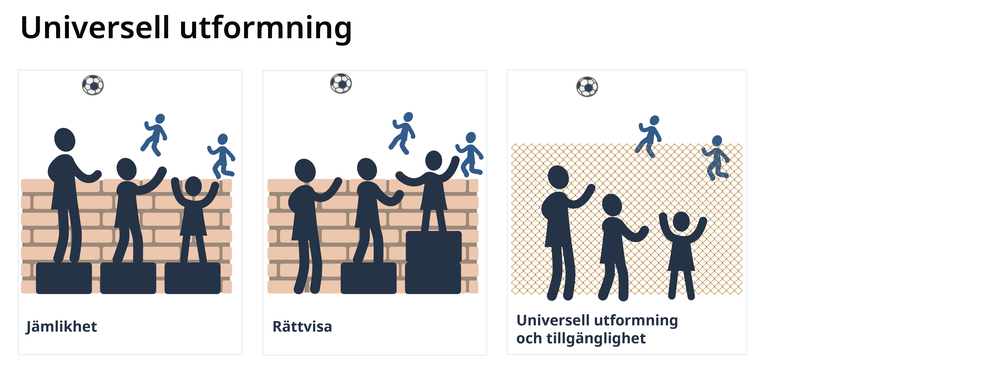 Universell utformning
Jämlikhet
Rättvisa
Universell utformning
och tillgänglighet